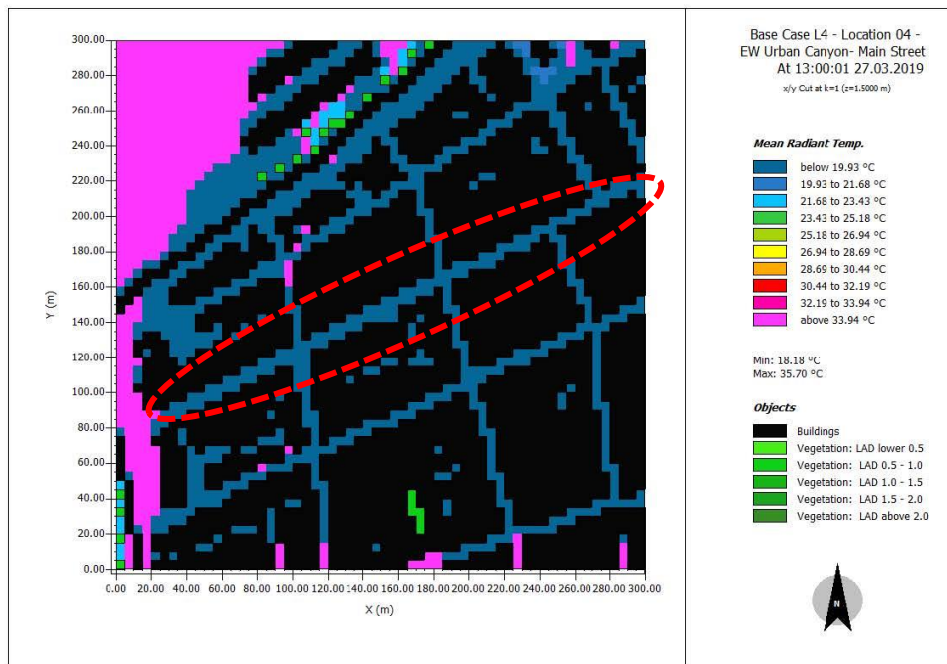 Base Case L4 - Location 04 -
EW Urban Canyon- Main Street
At 13:00:01 27.03.2019
x/y Cut at k=1 (z=1.5000 m)
Mean Radiant Temp.
below 19.93 °C
19.93 to 21.68 °C
21.68 to 23.43 °C
23.43 to 25.18 °C
25.18 to 26.94 °C
26.94 to 28.69 °C
28.69 to 30.44 °C
30.44 to 32.19 °C
32.19 to 33.94 °C
above 33.94 °C
Min: 18.18 °C
Max: 35.70 °C
Objects
Buildings
Vegetation: LAD lower 0.5
Vegetation: LAD 0.5 - 1.0
Vegetation: LAD 1.0 - 1.5
Vegetation: LAD 1.5 - 2.0
Vegetation: LAD above 2.0
N
300.00
280.00
260.00
240.00
220.00
200.00
180.00
160.00
140.00
120.00
100.00
80.00
60.00
40.00
20.00
0.00
Y (m)
0.00 20.00 40.00 60.00 80.00 100.00 120.00 140.00 160.00 180.00 200.00 220.00 240.00 260.00 280.00 300.00
X (m)